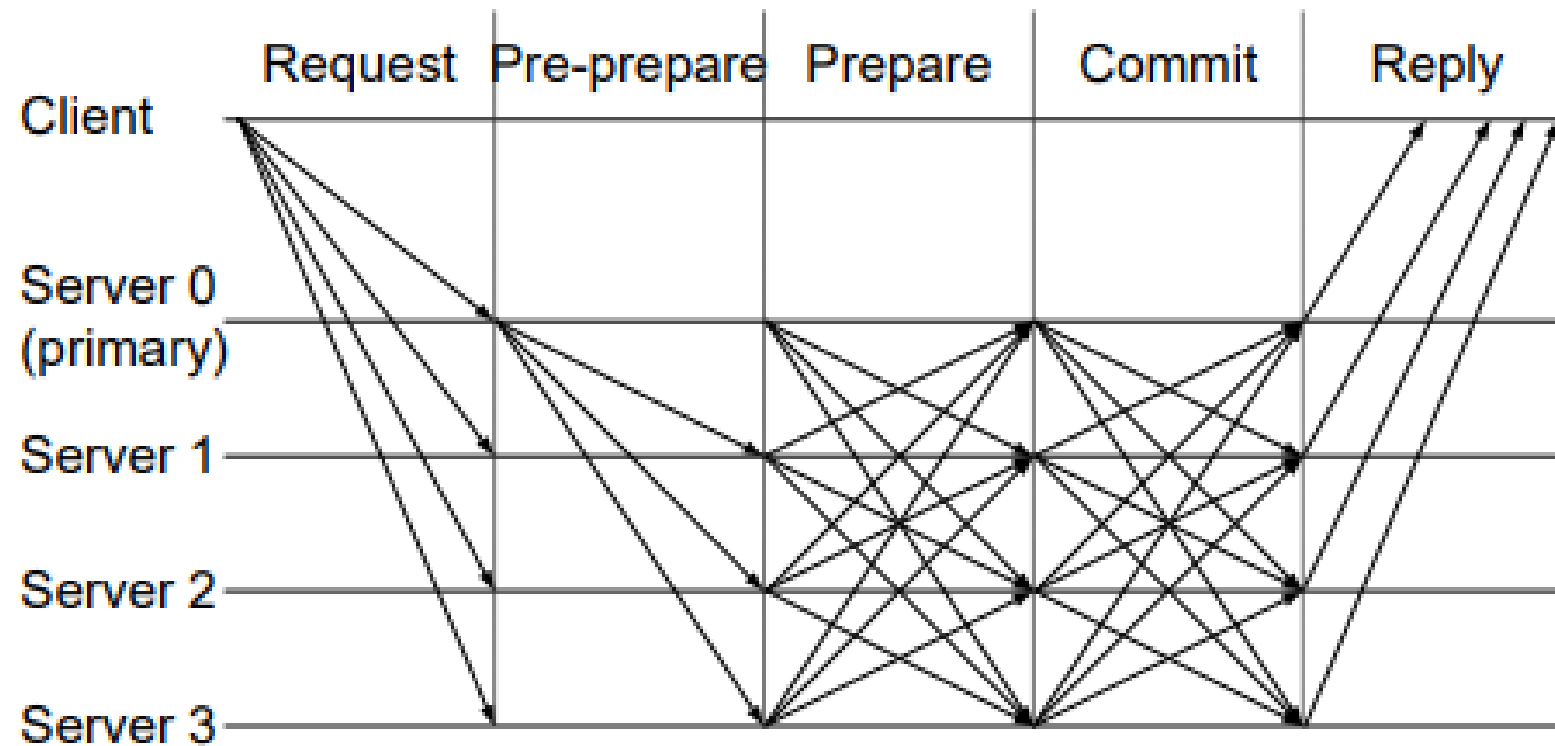 Request Pre-prepare Prepare Commit Reply
Client
Server 0
(primary)
Server 1
Server 2
Server 3